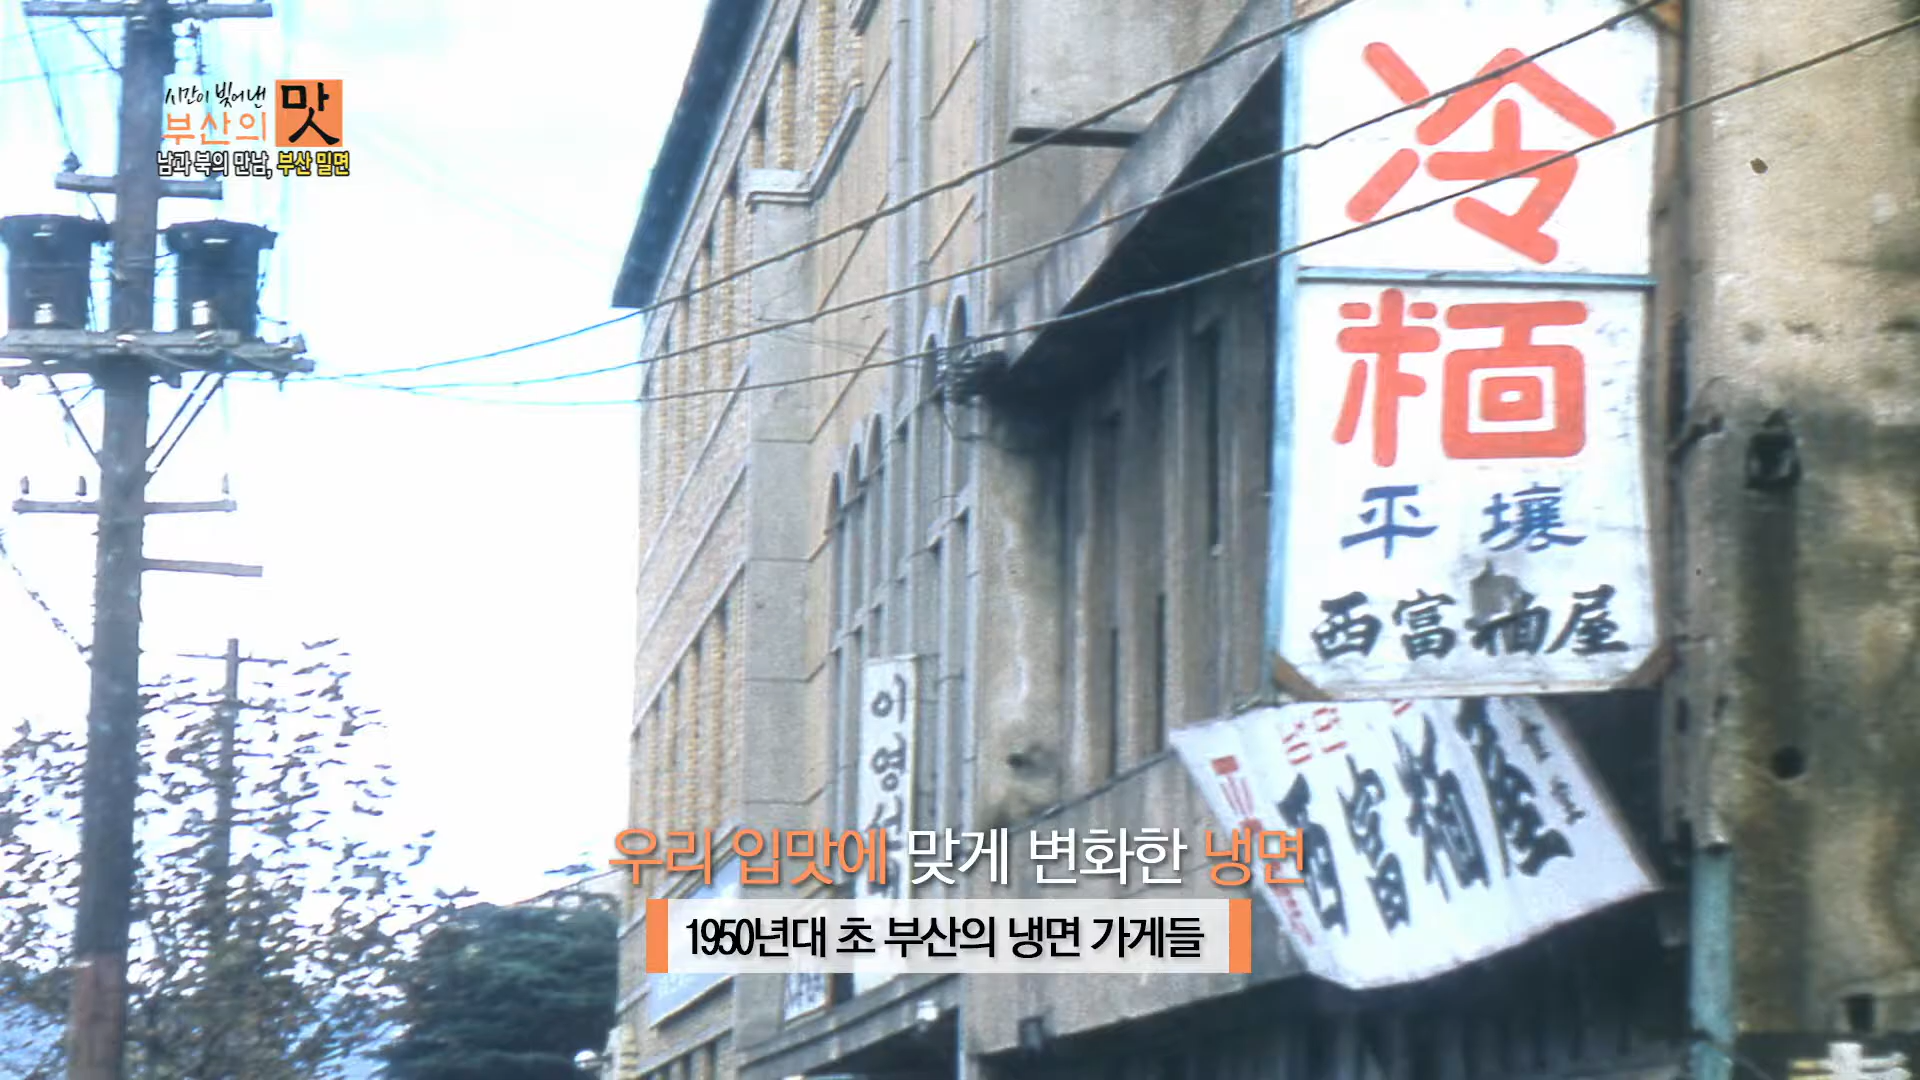 시간이 빚어낸
부산의 맛
남과 북의 만남, 부산 밀면
冷
平壤
西富
屋
이영
西富
屋
우리 입맛에 맞게 변화한 냉면
1950년대 초 부산의 냉면 가게들